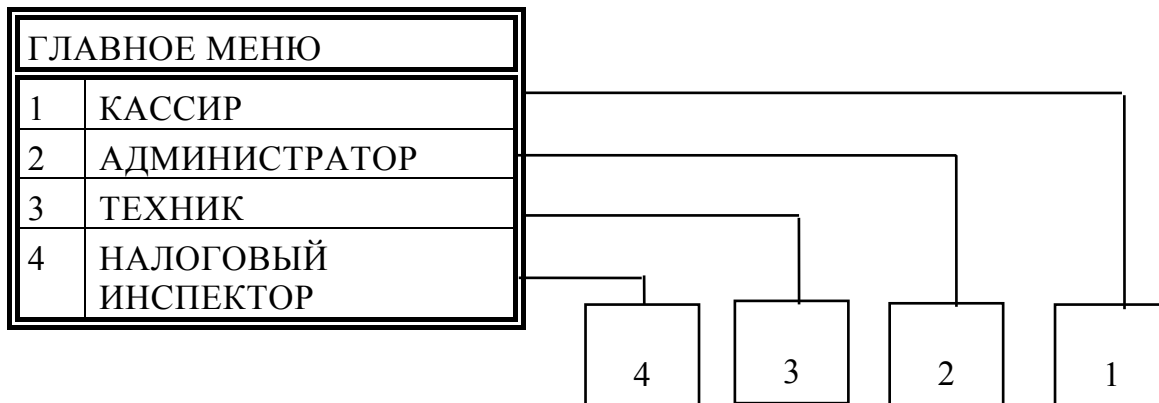 ГЛАВНОЕ МЕНЮ
1 КАССИР
2 АДМИНИСТРАТОР
3 ТЕХНИК
4 НАЛОГОВЫЙ
ИНСПЕКТОР
4 3 2 1